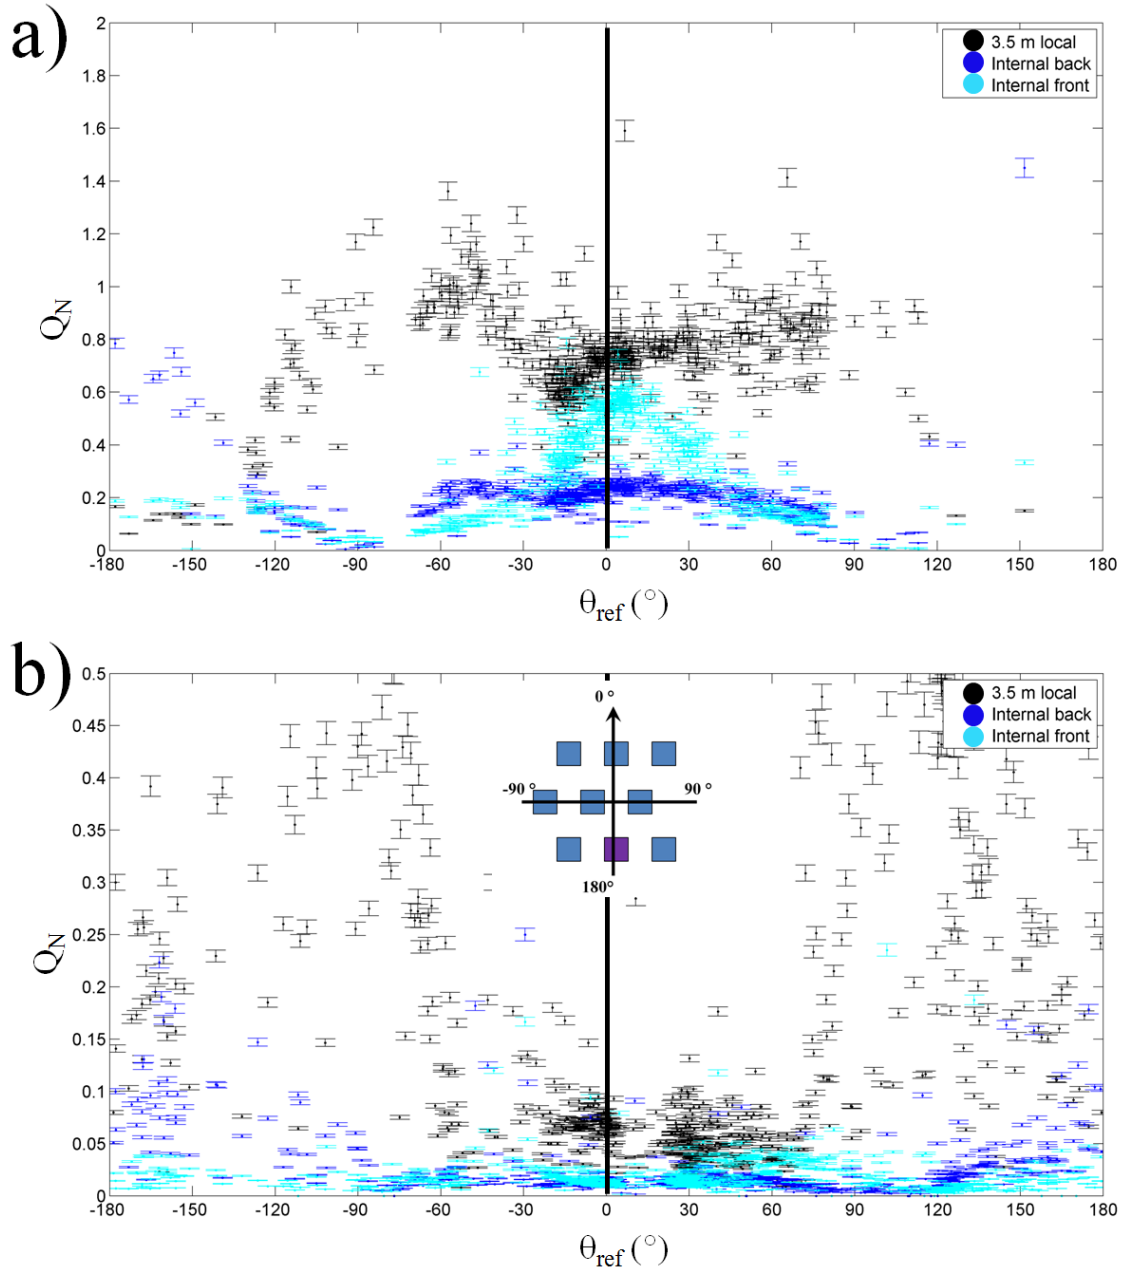 a)
2
1.8
1.6
1.4
1.2
1
0.8
0.6
0.4
0.2
0
Q_N
3.5 m local
Internal back
Internal front
-180 -150 -120 -90 -60 -30 0 30 60 90 120 150 180
θ_ref (°)
b)
0.5
0.45
0.4
0.35
0.3
0.25
0.2
0.15
0.1
0.05
0
Q_N
3.5 m local
Internal back
Internal front
0 °
-90 ° 90 °
180°
-180 -150 -120 -90 -60 -30 0 30 60 90 120 150 180
θ_ref (°)